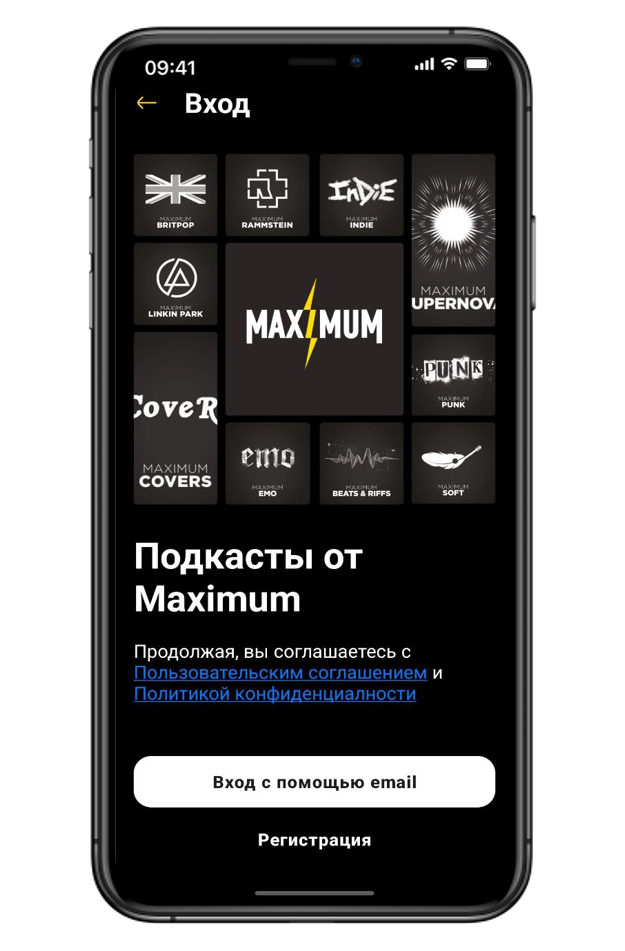 09:41
Вход
MAXIMUM
BRITPOP
MAXIMUM
RAMMSTEIN
INDIE
MAXIMUM
INDIE
MAXIMUM
UPERNOVA
MAXIMUM
LINKIN PARK
MAXIMUM
PUNK
MAXIMUM
PUNK
CoveR
MAXIMUM
COVERS
emo
MAXIMUM
EMO
MAXIMUM
BEATS & RIFFS
MAXIMUM
SOFT
Подкасты от
Maximum
Продолжая, вы соглашаетесь с
Пользовательским соглашением и
Политикой конфиденциалности
Вход с помощью email
Регистрация